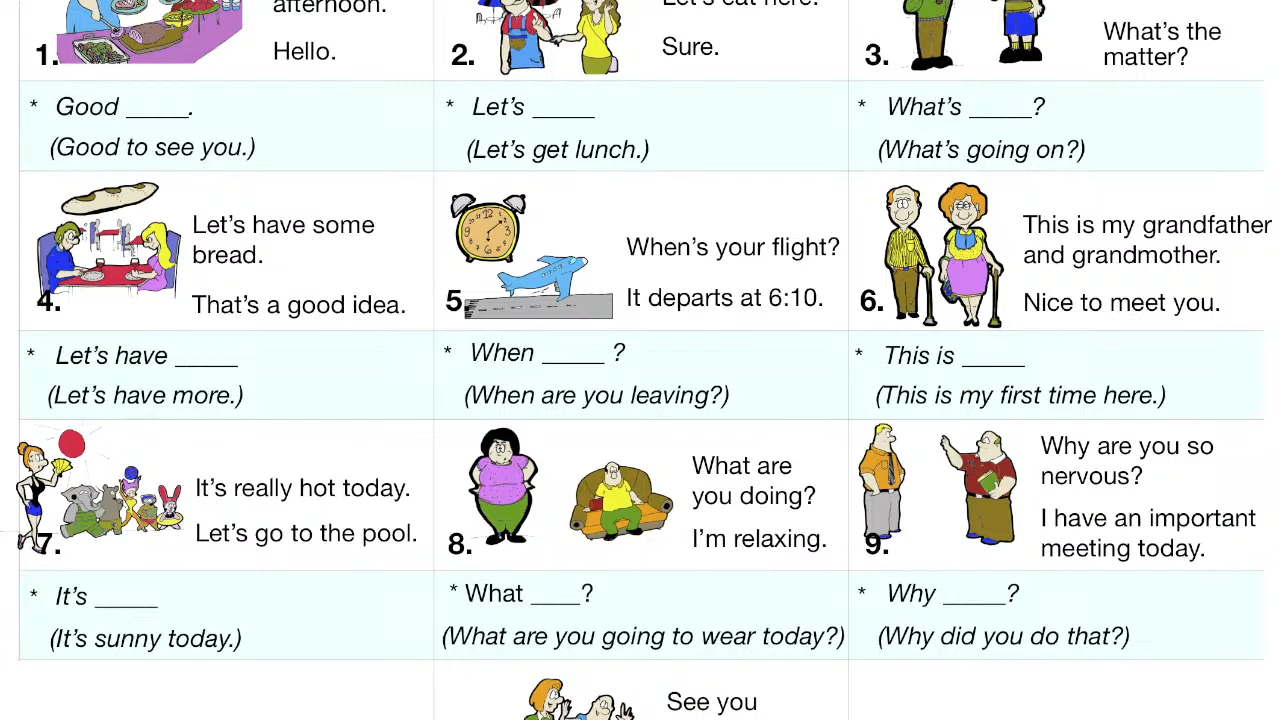 afternoon.
Hello.
1.
Let's eat here.
Sure.
2.
What's the
matter?
3.
* Good _____.
(Good to see you.)
* Let's _____
(Let's get lunch.)
* What's _____?
(What's going on?)
Let's have some
bread.
That's a good idea.
4.
When's your flight?
It departs at 6:10.
5.
This is my grandfather
and grandmother.
Nice to meet you.
6.
* Let's have _____
(Let's have more.)
* When _____ ?
(When are you leaving?)
* This is _____
(This is my first time here.)
It's really hot today.
Let's go to the pool.
7.
What are
you doing?
I'm relaxing.
8.
Why are you so
nervous?
I have an important
meeting today.
9.
* It's _____
(It's sunny today.)
* What ____?
(What are you going to wear today?)
* Why _____?
(Why did you do that?)
See you